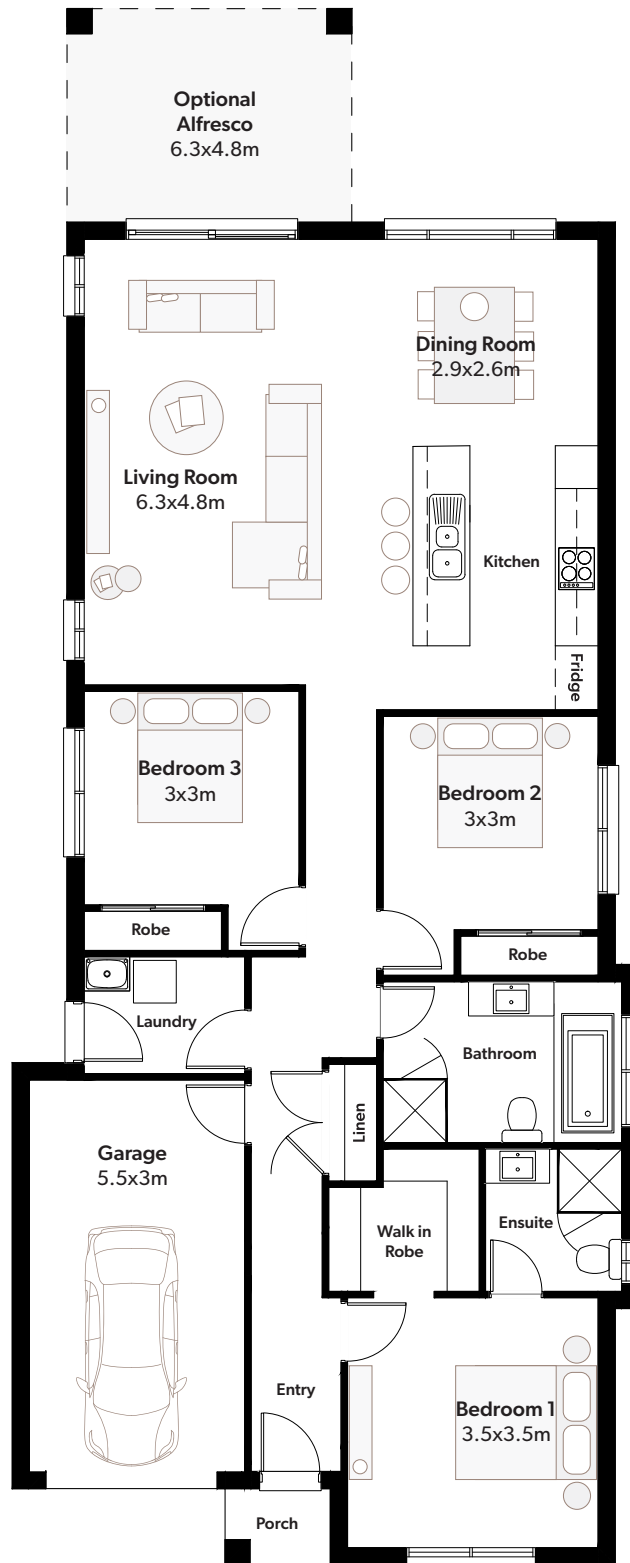 Optional
Alfresco
6.3x4.8m
Dining Room
2.9x2.6m
Living Room
6.3x4.8m
Kitchen
Fridge
Bedroom 3
3x3m
Bedroom 2
3x3m
Robe
Robe
Laundry
Bathroom
Linen
Garage
5.5x3m
Walk in
Robe
Ensuite
Entry
Bedroom 1
3.5x3.5m
Porch